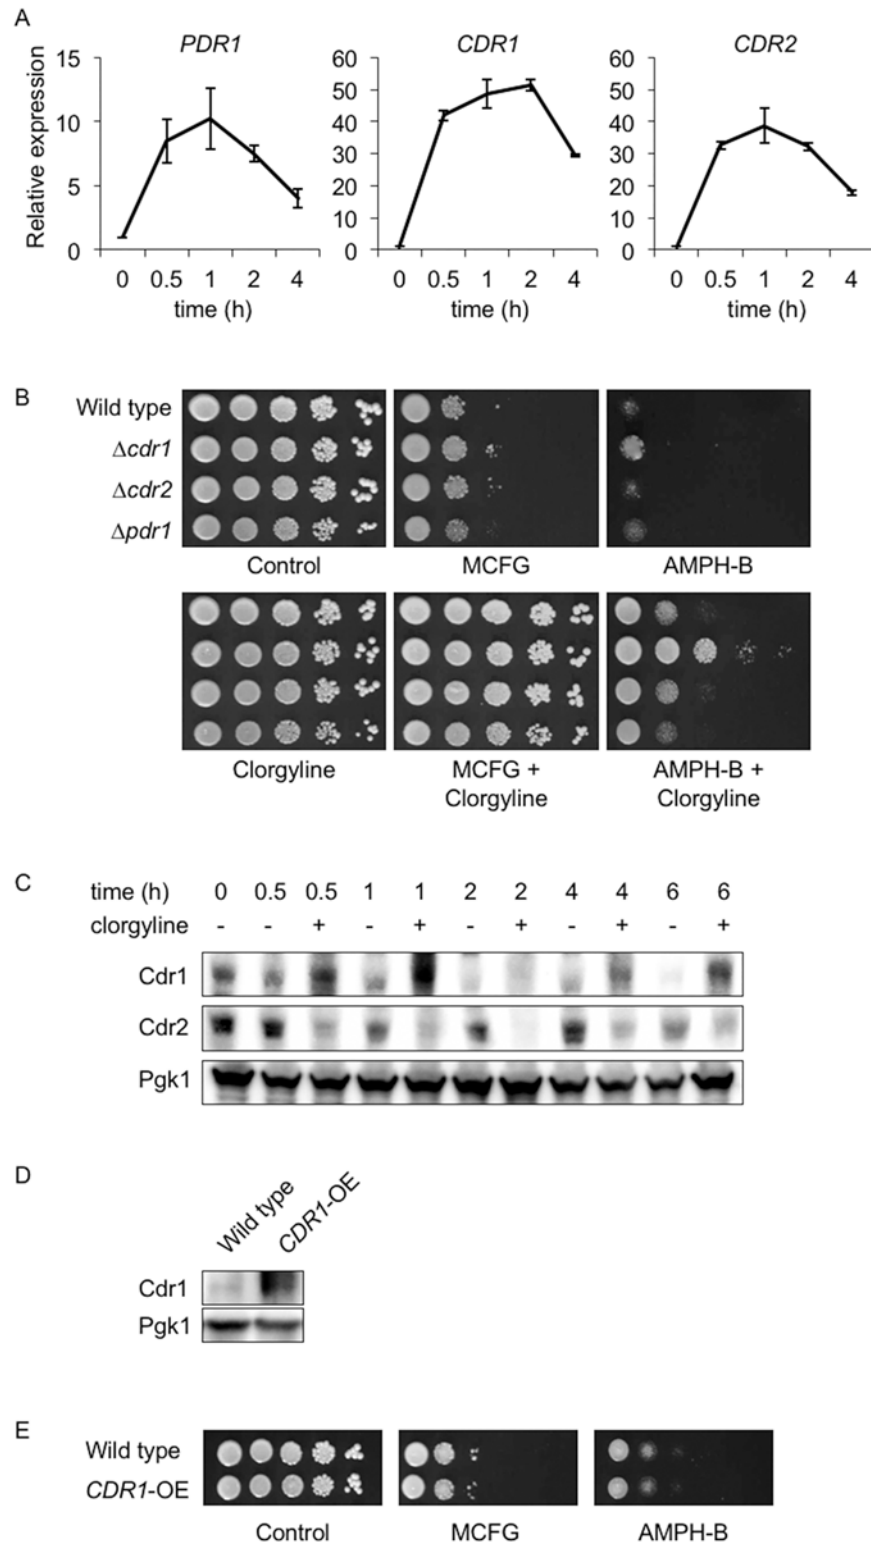 A
PDR1 CDR1 CDR2
Relative expression
15 10 5 0
60 50 40 30 20 10 0
60 50 40 30 20 10 0
0 0.5 1 2 4 0 0.5 1 2 4 0 0.5 1 2 4
time (h) time (h) time (h)
B
Wild type
Δcdr1
Δcdr2
Δpdr1
Control MCFG AMPH-B
Clorgyline MCFG + AMPH-B +
Clorgyline Clorgyline
C
time (h) 0 0.5 0.5 1 1 2 2 4 4 6 6
clorgyline - - + - + - + - + - +
Cdr1
Cdr2
Pgk1
D
Wild type CDR1-OE
Cdr1
Pgk1
E
Wild type
CDR1-OE
Control MCFG AMPH-B